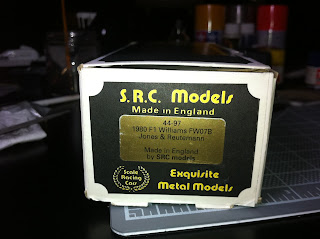 S.R.C. Models
Made in England
44-97
1980 F1 Williams FW07B
Jones & Reutemann
Made in England
by SRC models
Scale
Racing
Cars
Exquisite
Metal Models